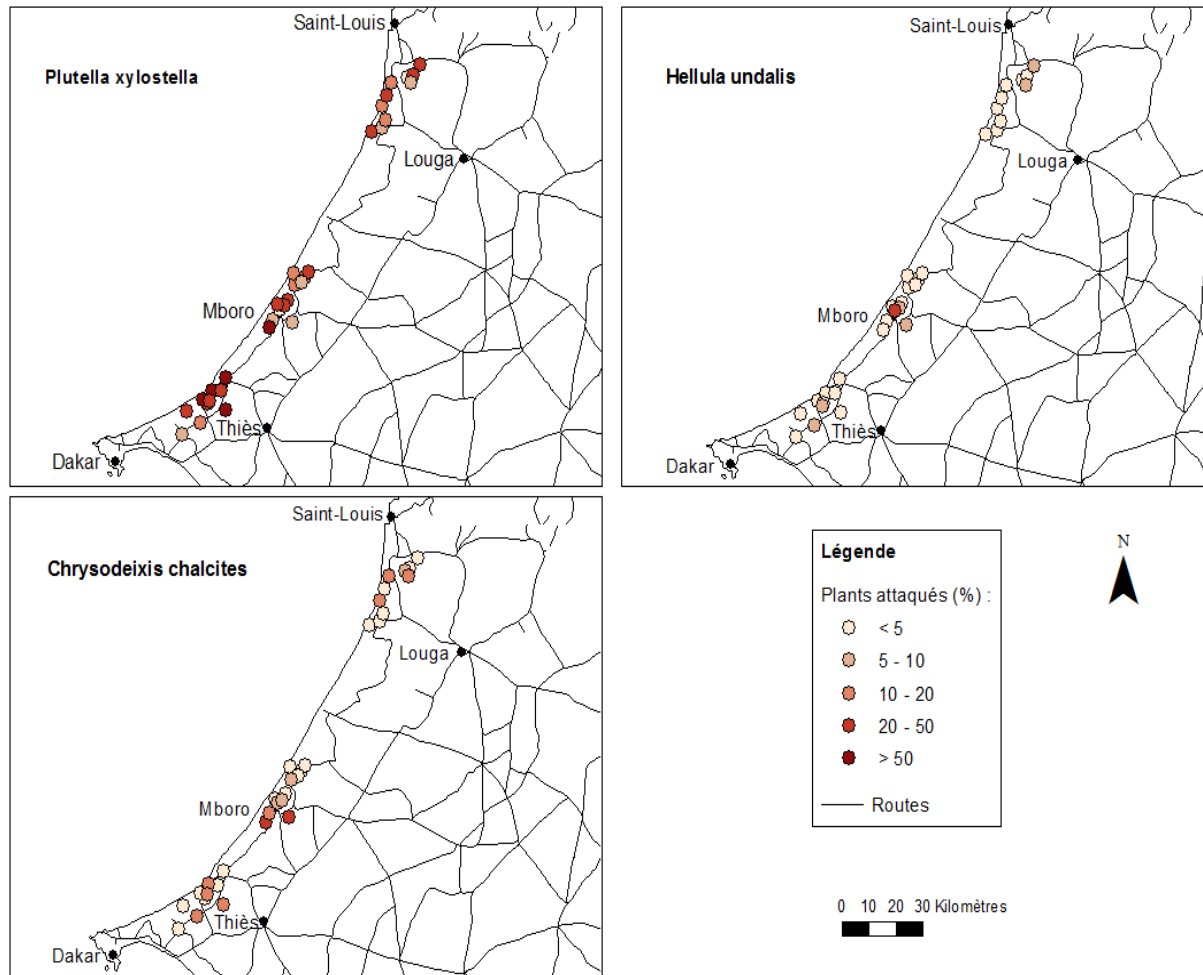 Saint-Louis
Plutella xylostella
Louga
Mboro
Thiès
Dakar
Saint-Louis
Hellula undalis
Louga
Mboro
Thiès
Dakar
Saint-Louis
Chrysodeixis chalcites
Louga
Mboro
Thiès
Dakar
Légende
Plants attaqués (%) :
< 5
5 - 10
10 - 20
20 - 50
> 50
Routes
N
0 10 20 30 Kilomètres